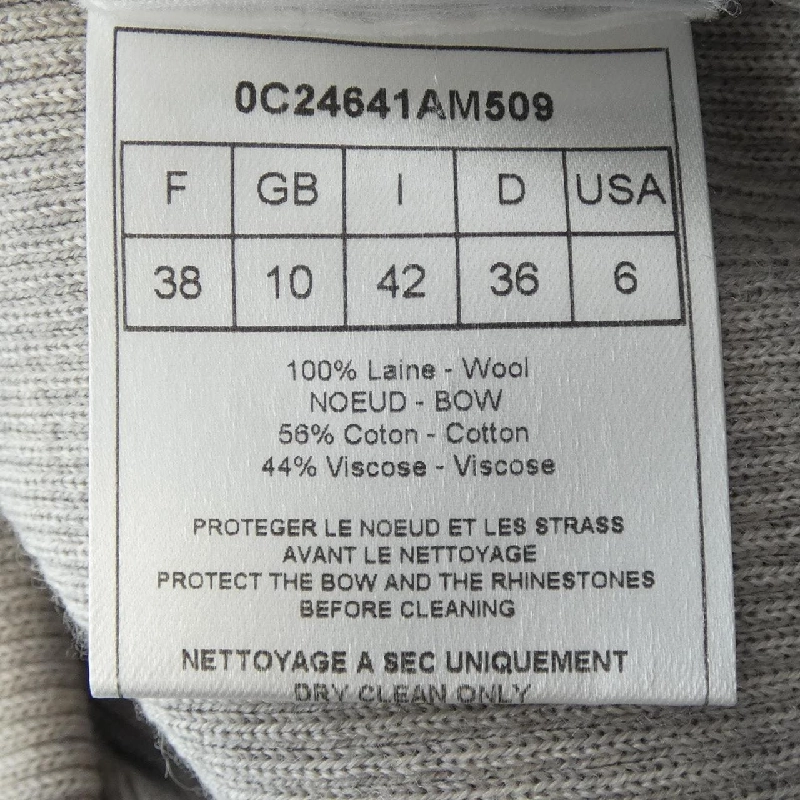 0C24641AM509
F GB I D USA
38 10 42 36 6
100% Laine - Wool
NOEUD - BOW
56% Coton - Cotton
44% Viscose - Viscose
PROTEGER LE NOEUD ET LES STRASS
AVANT LE NETTOYAGE
PROTECT THE BOW AND THE RHINESTONES
BEFORE CLEANING
NETTOYAGE A SEC UNIQUEMENT
DRY CLEAN ONLY